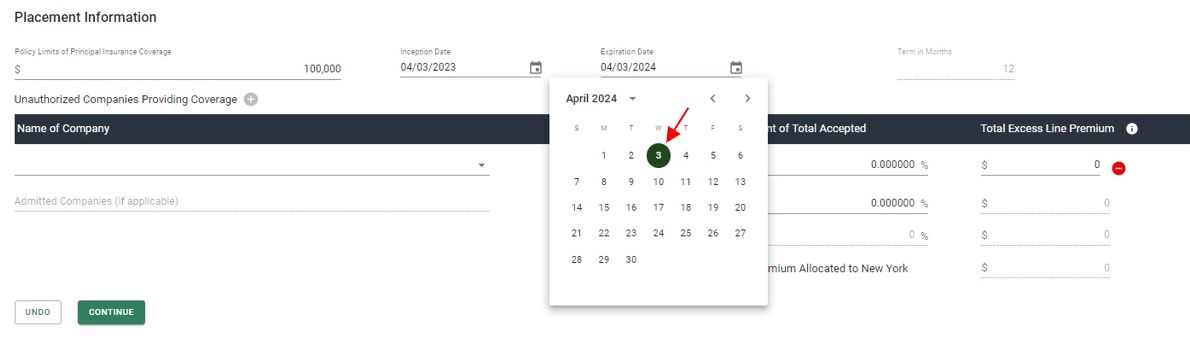 Placement Information
Policy Limits of Principal Insurance Coverage
$ 100,000
Inception Date
04/03/2023
Expiration Date
04/03/2024
Term in Months
12
Unauthorized Companies Providing Coverage
Name of Company
nt of Total Accepted
Total Excess Line Premium
April 2024
S M T W T F S
1 2 3 4 5 6
7 8 9 10 11 12 13
14 15 16 17 18 19 20
21 22 23 24 25 26 27
28 29 30
0.000000 % $ 0
Admitted Companies (if applicable)
0.000000 % $ 0
0 % $ 0
mium Allocated to New York $ 0
UNDO
CONTINUE